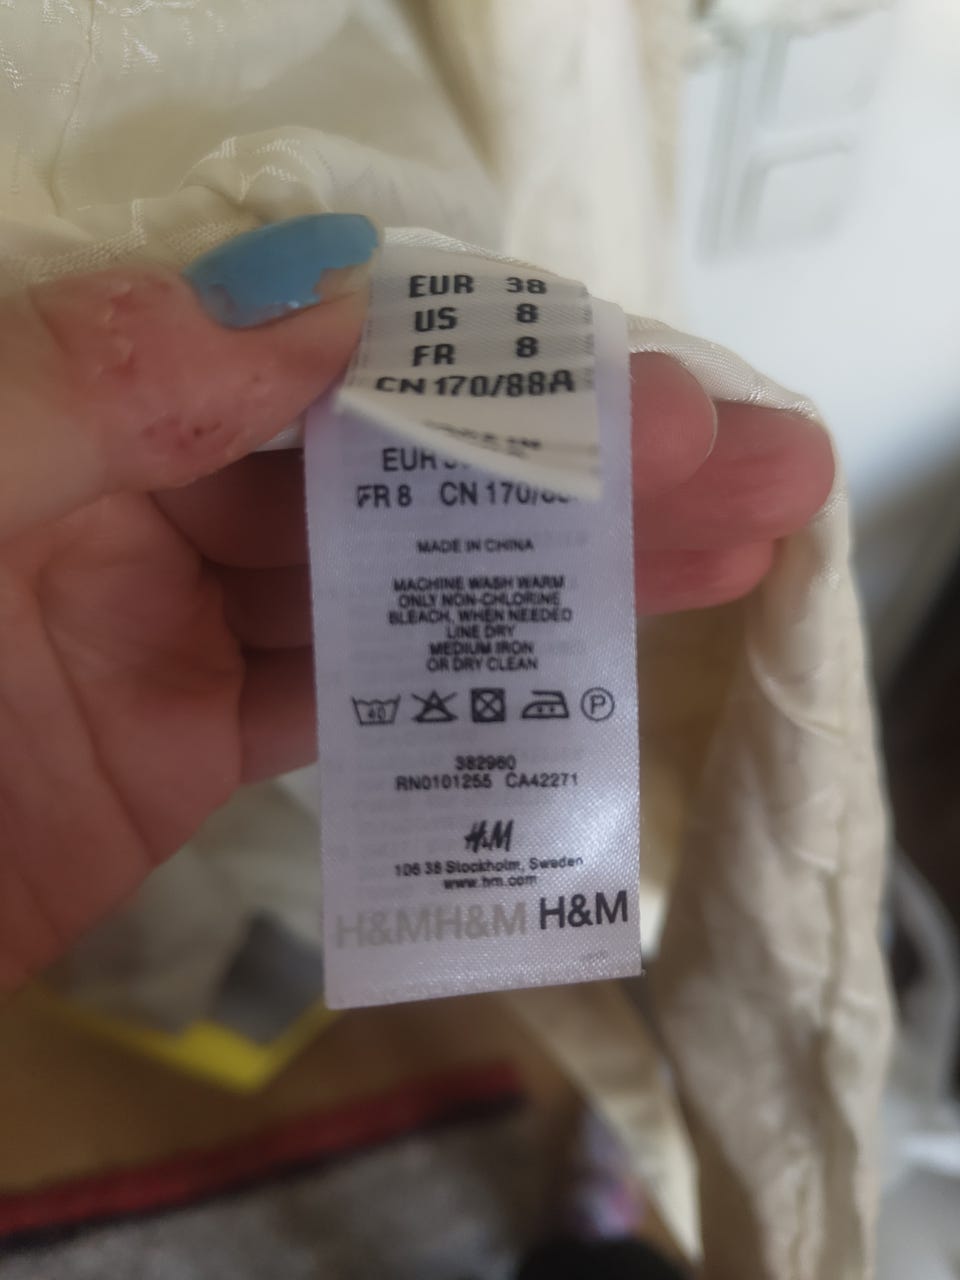 EUR 38
US 8
FR 8
CN 170/88A
EUR
FR 8 CN 170/88
MADE IN CHINA
MACHINE WASH WARM
ONLY NON-CHLORINE
BLEACH, WHEN NEEDED
LINE DRY
MEDIUM IRON
OR DRY CLEAN
40 P
382960
RN0101255 CA42271
H&M
106 38 Stockholm, Sweden
www.hm.com
H&MH&M H&M